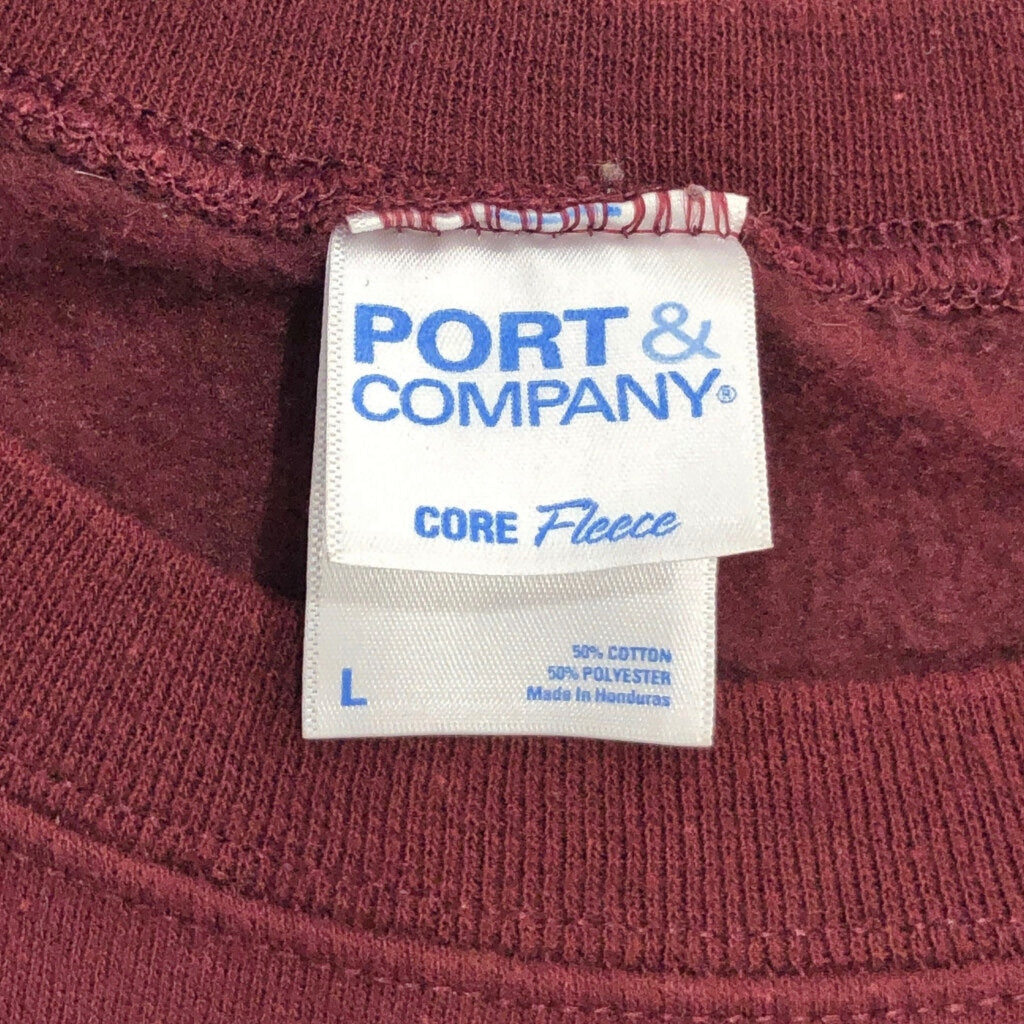 PORT &
COMPANY®
CORE Fleece
50% COTTON
50% POLYESTER
L
Made In Honduras